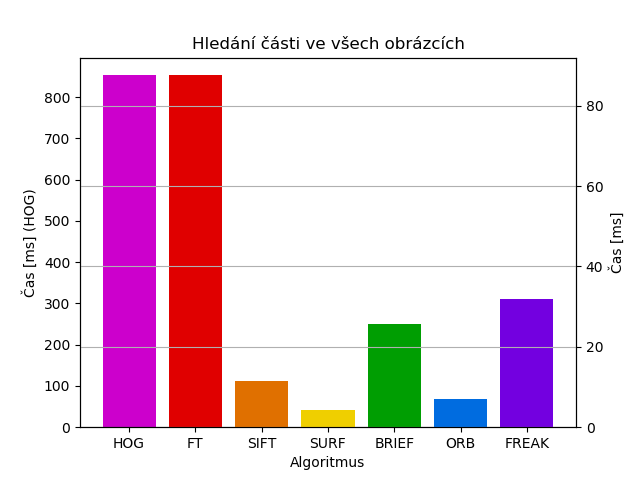 Hledání části ve všech obrázcích
Čas [ms] (HOG)
800
700
600
500
400
300
200
100
0
80
60
40
20
0
Čas [ms]
HOG FT SIFT SURF BRIEF ORB FREAK
Algoritmus